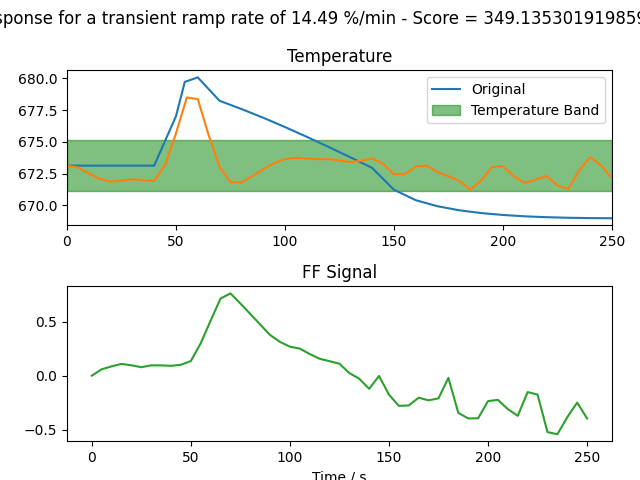 sponse for a transient ramp rate of 14.49 %/min - Score = 349.135301919859
Temperature
680.0
677.5
675.0
672.5
670.0
Original
Temperature Band
0 50 100 150 200 250
FF Signal
0.5
0.0
−0.5
0 50 100 150 200 250
Time / s